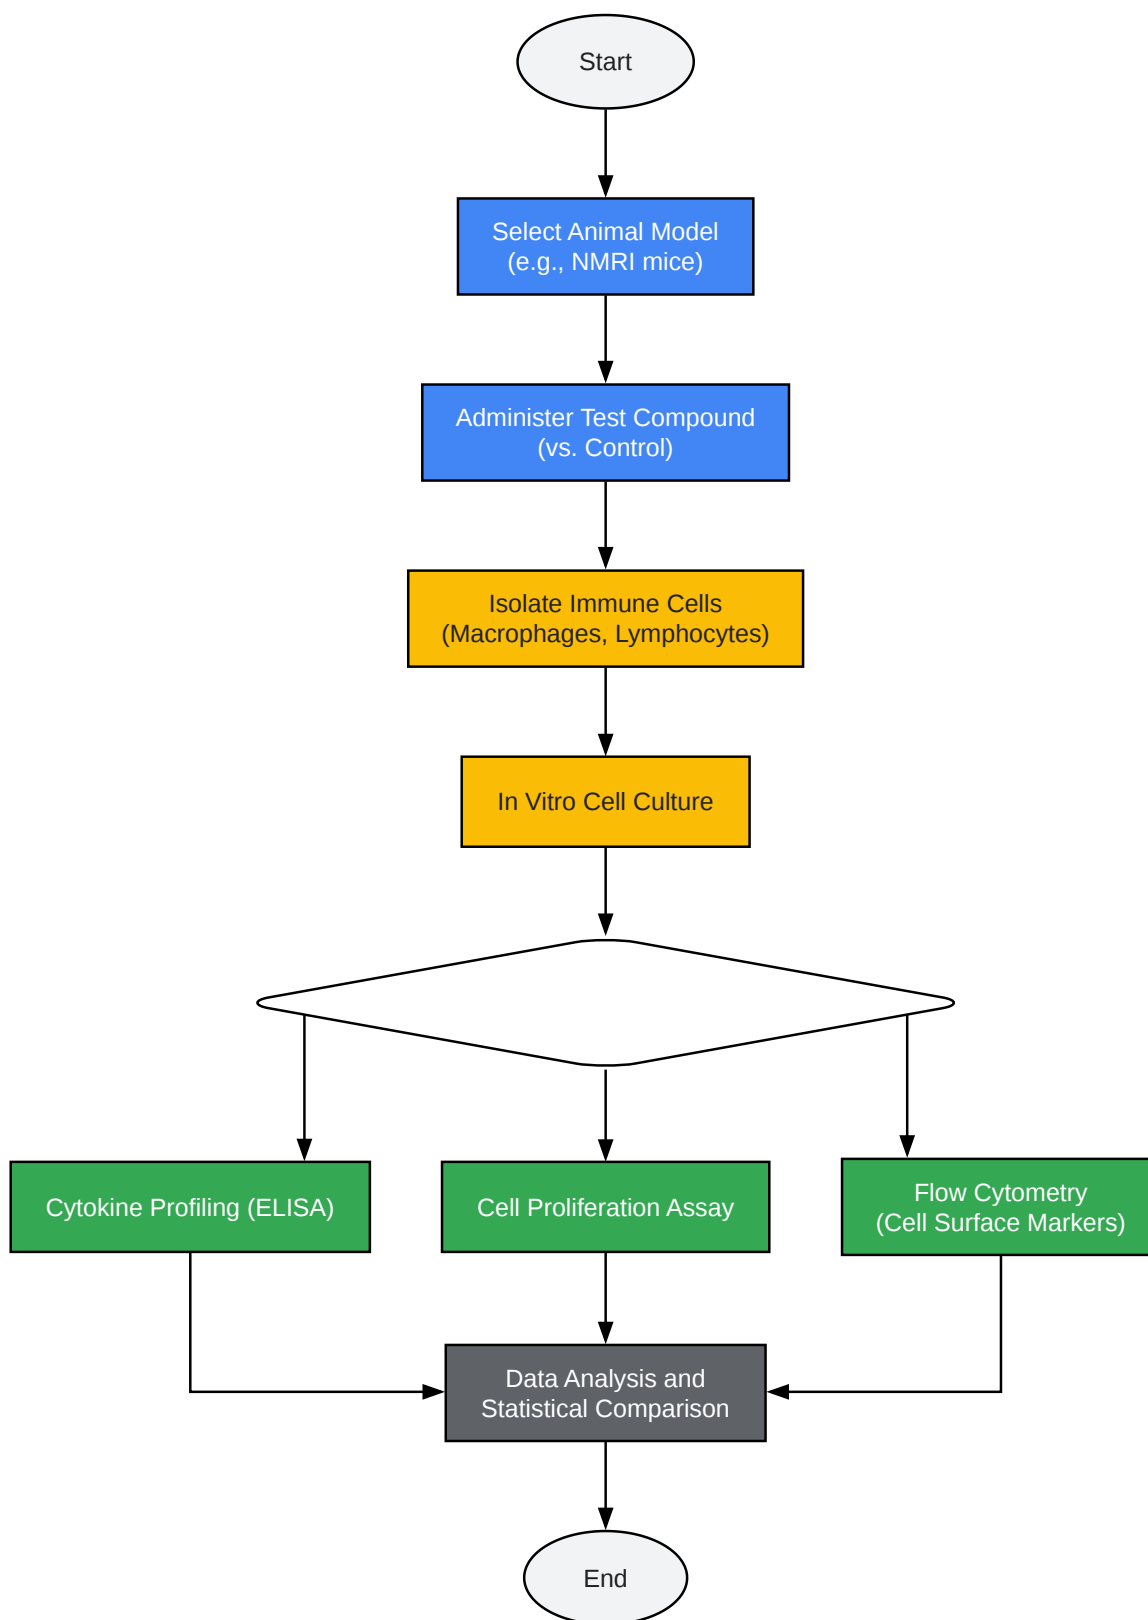 Start
Select Animal Model
(e.g., NMRI mice)
Administer Test Compound
(vs. Control)
Isolate Immune Cells
(Macrophages, Lymphocytes)
In Vitro Cell Culture
Cytokine Profiling (ELISA)
Cell Proliferation Assay
Flow Cytometry
(Cell Surface Markers)
Data Analysis and
Statistical Comparison
End